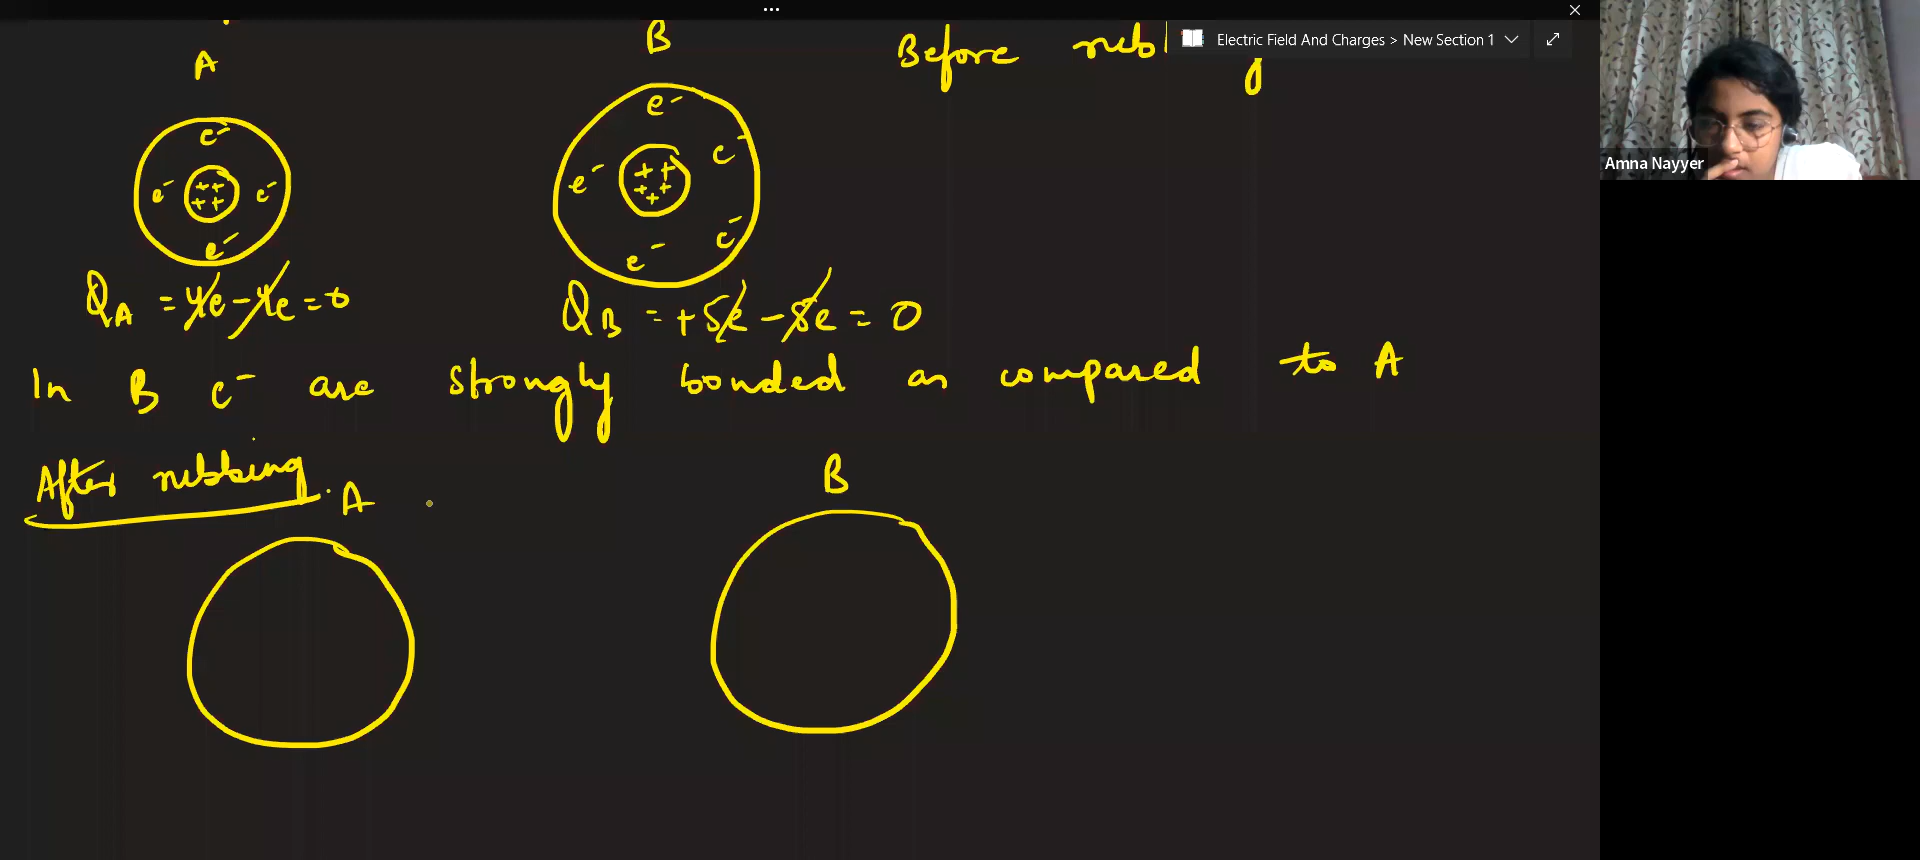 Electric Field And Charges > New Section 1
Amna Nayyer
A
B
Before
e⁻
e⁻ e⁻
e⁻
++
++
e⁻
e⁻ e⁻
e⁻ e⁻
++
+ +
+
Q_A = 4e - 4e = 0
Q_B = +5e - 5e = 0
In B e⁻ are strongly bonded as compared to A
After rubbing.
A
B